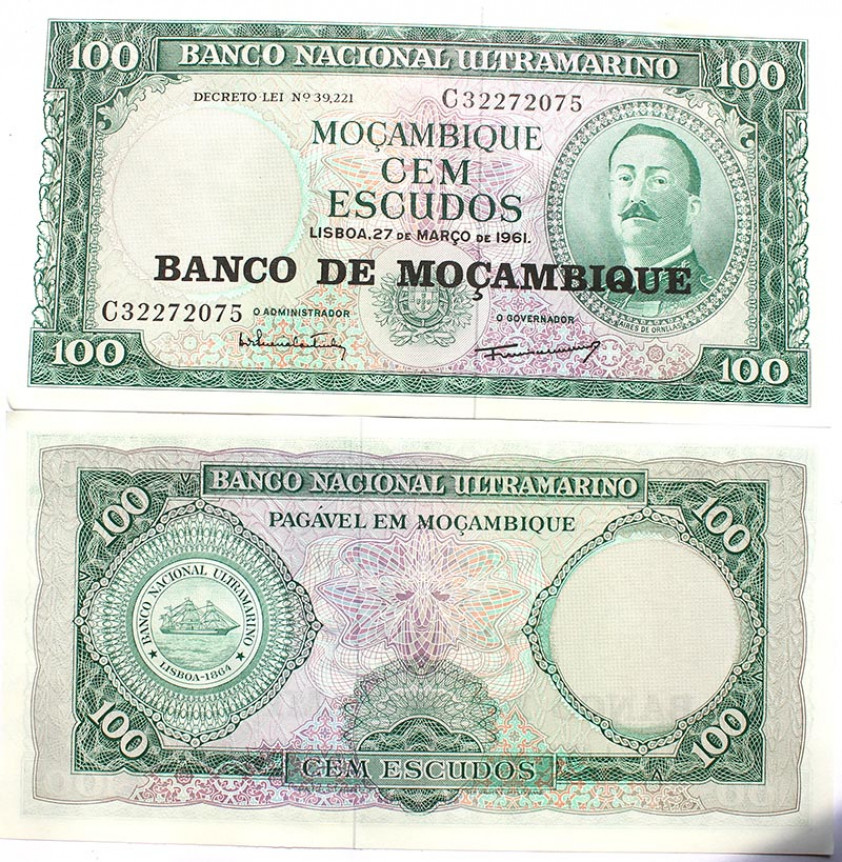 100 BANCO NACIONAL ULTRAMARINO 100
DECRETO-LEI Nº 39,221 C32272075
MOÇAMBIQUE
CEM
ESCUDOS
LISBOA, 27 DE MARÇO DE 1961.
BANCO DE MOÇAMBIQUE
C32272075 O ADMINISTRADOR O GOVERNADOR
AIRES DE ORNELAS
100 100
BANCO NACIONAL ULTRAMARINO
100 PAGÁVEL EM MOÇAMBIQUE 100
BANCO NACIONAL ULTRAMARINO
LISBOA-1864
100 100
CEM ESCUDOS